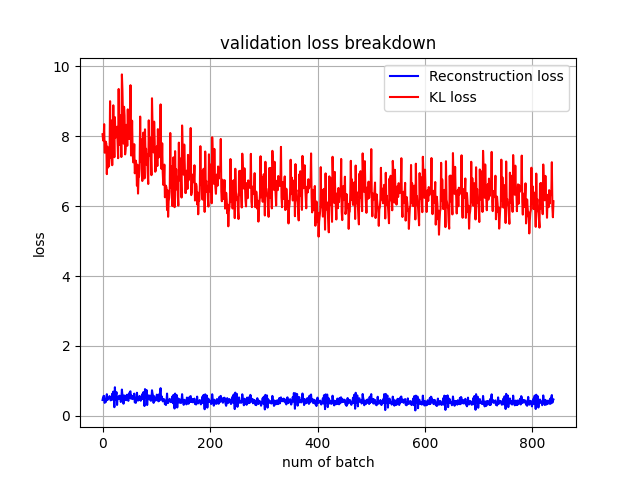 validation loss breakdown
10
8
6
4
2
0
0 200 400 600 800
loss
num of batch
Reconstruction loss
KL loss